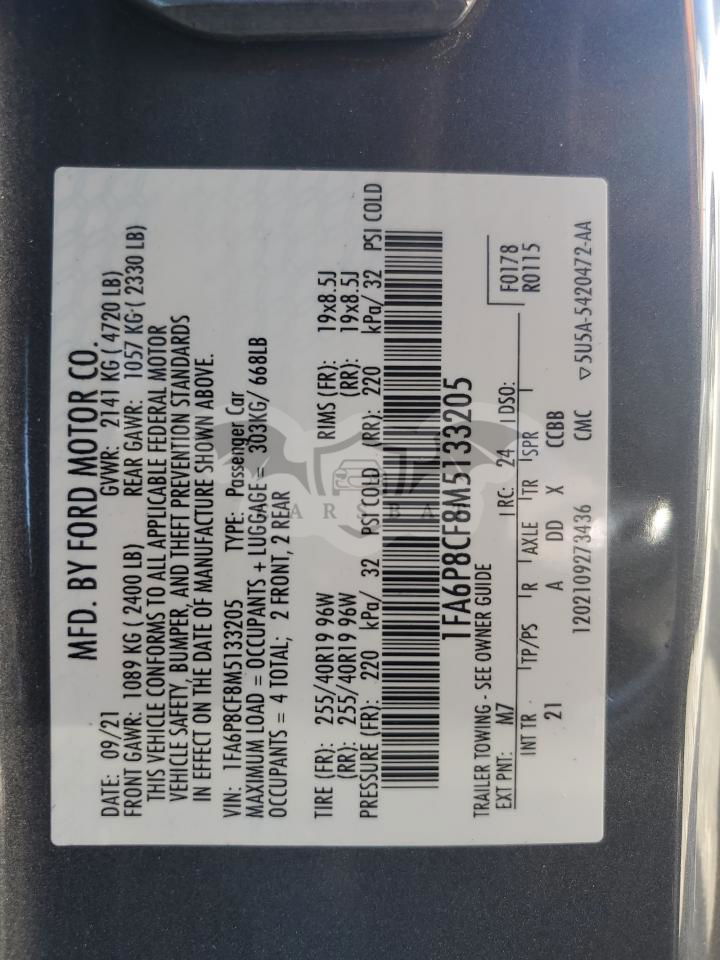 MFD. BY FORD MOTOR CO.
DATE: 09/21 GVWR: 2141 KG ( 4720 LB)
FRONT GAWR: 1089 KG ( 2400 LB) REAR GAWR: 1057 KG ( 2330 LB)
THIS VEHICLE CONFORMS TO ALL APPLICABLE FEDERAL MOTOR
VEHICLE SAFETY, BUMPER, AND THEFT PREVENTION STANDARDS
IN EFFECT ON THE DATE OF MANUFACTURE SHOWN ABOVE.
VIN: 1FA6P8CF8M5133205 TYPE: Passenger Car
MAXIMUM LOAD = OCCUPANTS + LUGGAGE = 303KG/ 668LB
OCCUPANTS = 4 TOTAL; 2 FRONT, 2 REAR
TIRE (FR): 255/40R19 96W RIMS (FR): 19x8.5J
(RR): 255/40R19 96W (RR): 19x8.5J
PRESSURE (FR): 220 kPa/ 32 PSI COLD (RR): 220 kPa/ 32 PSI COLD
1FA6P8CF8M5133205
TRAILER TOWING - SEE OWNER GUIDE
EXT PNT: M7 RC: 24 DSO: F0178
R0115
INT TR TP/PS R AXLE TR SPR
21 A DD X CCBB
1202109273436 CMC ▽5U5A-5420472-AA
ARSBA